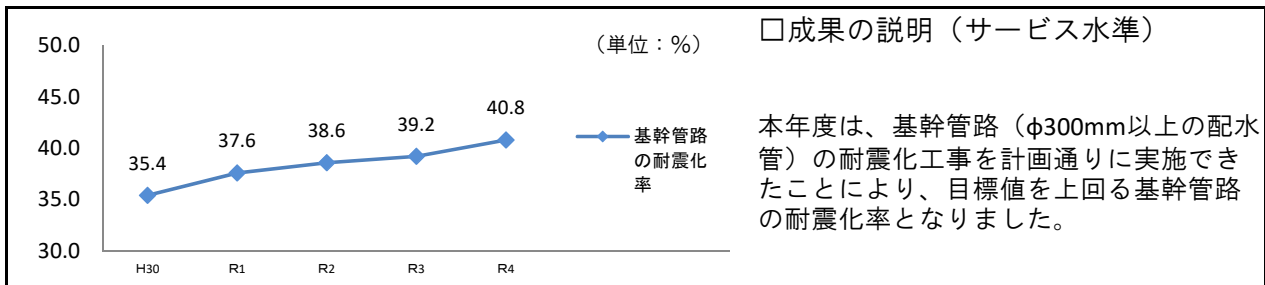 50.0
45.0
40.0
35.0
30.0
(単位：％)
35.4
37.6
38.6
39.2
40.8
H30
R1
R2
R3
R4
基幹管路
の耐震化
率
□成果の説明（サービス水準）
本年度は、基幹管路（φ300mm以上の配水
管）の耐震化工事を計画通りに実施でき
たことにより、目標値を上回る基幹管路
の耐震化率となりました。